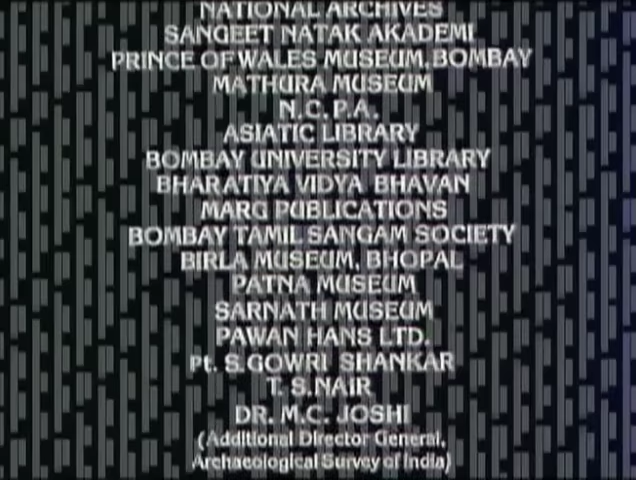 NATIONAL ARCHIVES
SANGEET NATAK AKADEMI
PRINCE OF WALES MUSEUM, BOMBAY
MATHURA MUSEUM
N.C.P.A.
ASIATIC LIBRARY
BOMBAY UNIVERSITY LIBRARY
BHARATIYA VIDYA BHAVAN
MARG PUBLICATIONS
BOMBAY TAMIL SANGAM SOCIETY
BIRLA MUSEUM, BHOPAL
PATNA MUSEUM
SARNATH MUSEUM
PAWAN HANS LTD.
Pt. S.GOWRI SHANKAR
T. S.NAIR
DR. M.C. JOSHI
(Additional Director General,
Archaeological Survey of India)